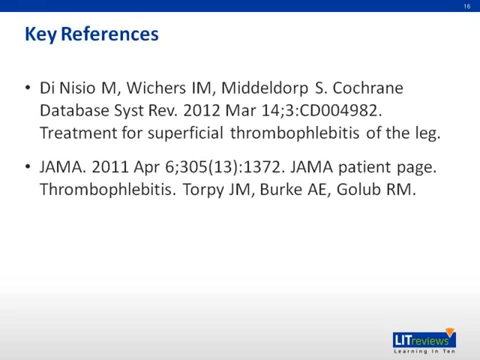 16
Key References
• Di Nisio M, Wichers IM, Middeldorp S. Cochrane
Database Syst Rev. 2012 Mar 14;3:CD004982.
Treatment for superficial thrombophlebitis of the leg.
• JAMA. 2011 Apr 6;305(13):1372. JAMA patient page.
Thrombophlebitis. Torpy JM, Burke AE, Golub RM.
LITreviews
Learning in Ten